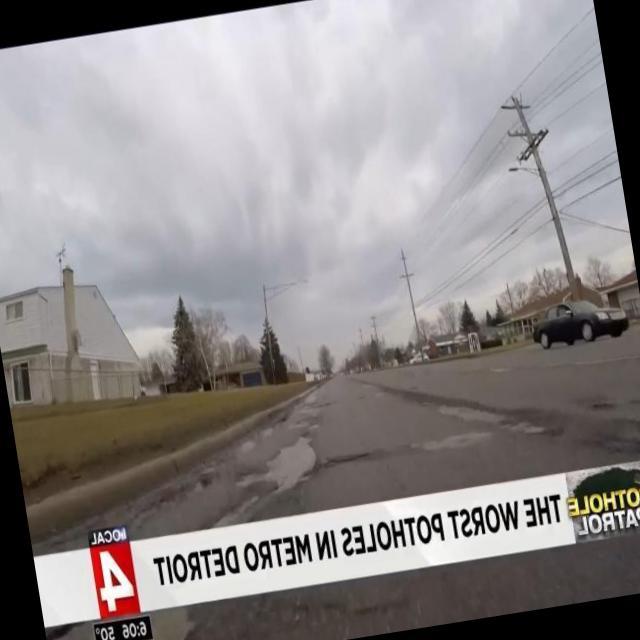 POTHOLE
PATROL
THE WORST POTHOLES IN METRO DETROIT
LOCAL
4
6:06 50°